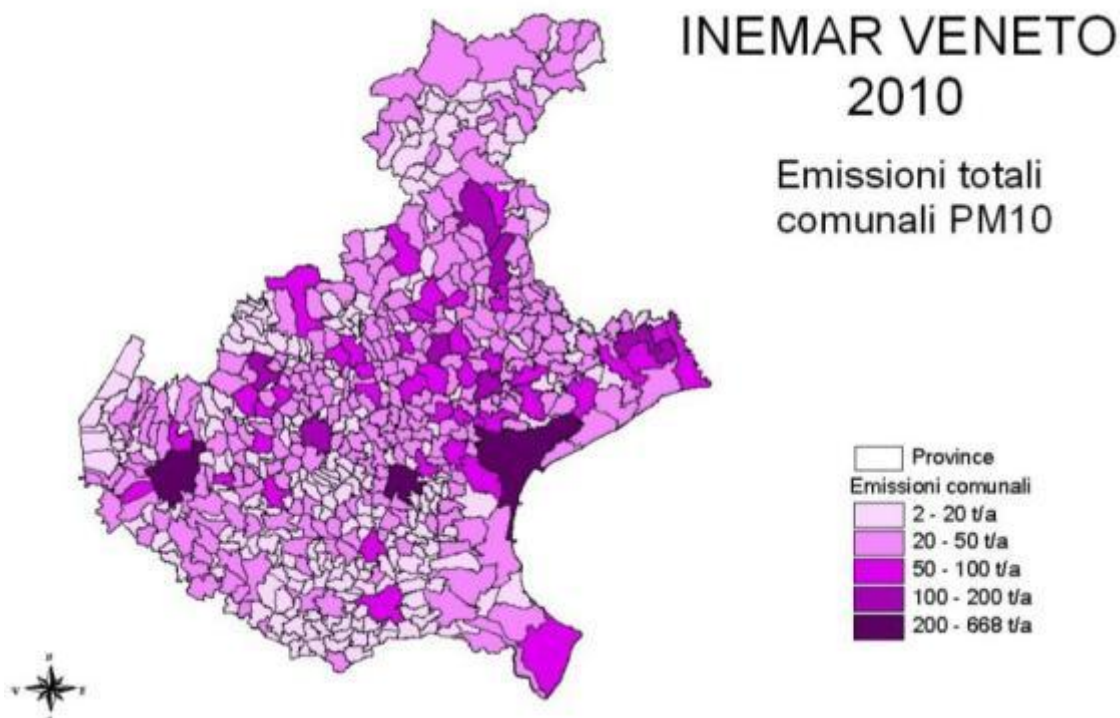 INEMAR VENETO
2010
Emissioni totali
comunali PM10
Province
Emissioni comunali
2 - 20 t/a
20 - 50 t/a
50 - 100 t/a
100 - 200 t/a
200 - 668 t/a